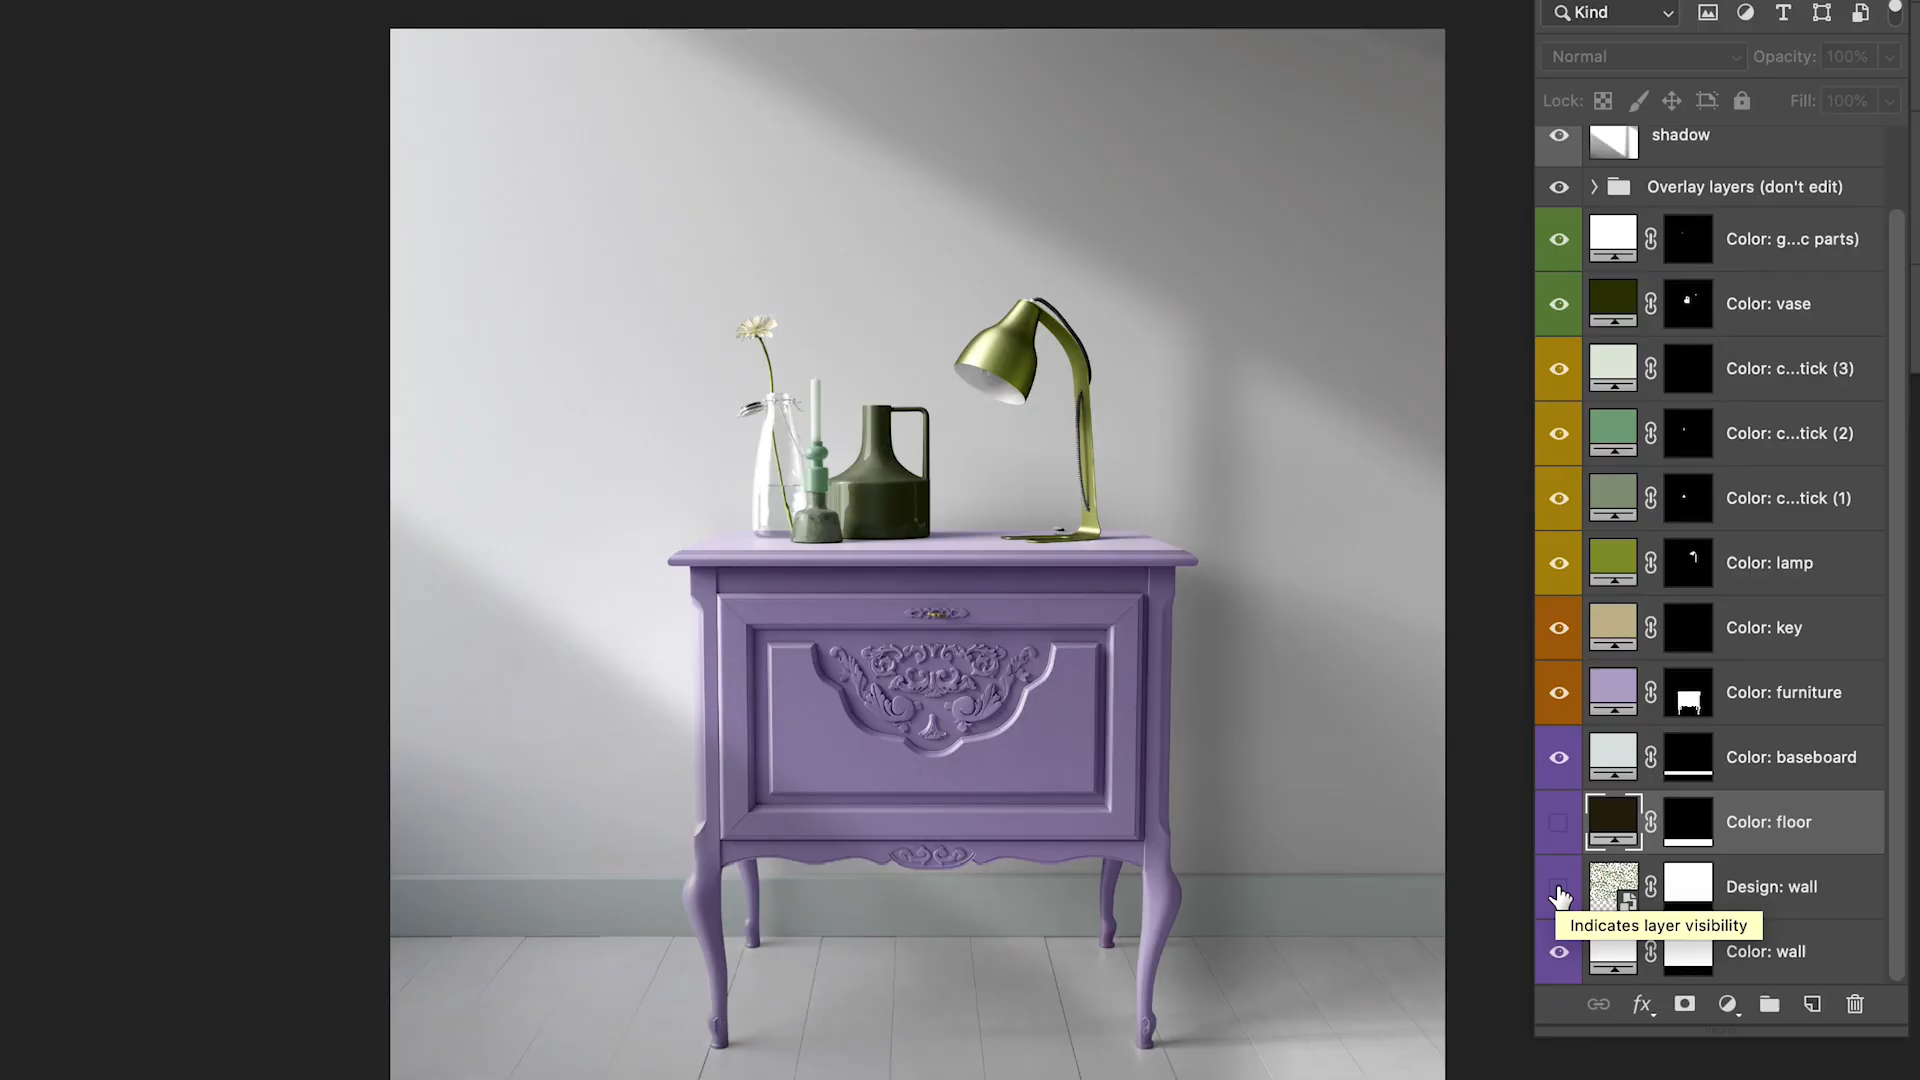 Kind
Normal Opacity: 100%
Lock: Fill: 100%
shadow
Overlay layers (don't edit)
Color: g...c parts)
Color: vase
Color: c...tick (3)
Color: c...tick (2)
Color: c...tick (1)
Color: lamp
Color: key
Color: furniture
Color: baseboard
Color: floor
Design: wall
Indicates layer visibility
Color: wall
fx